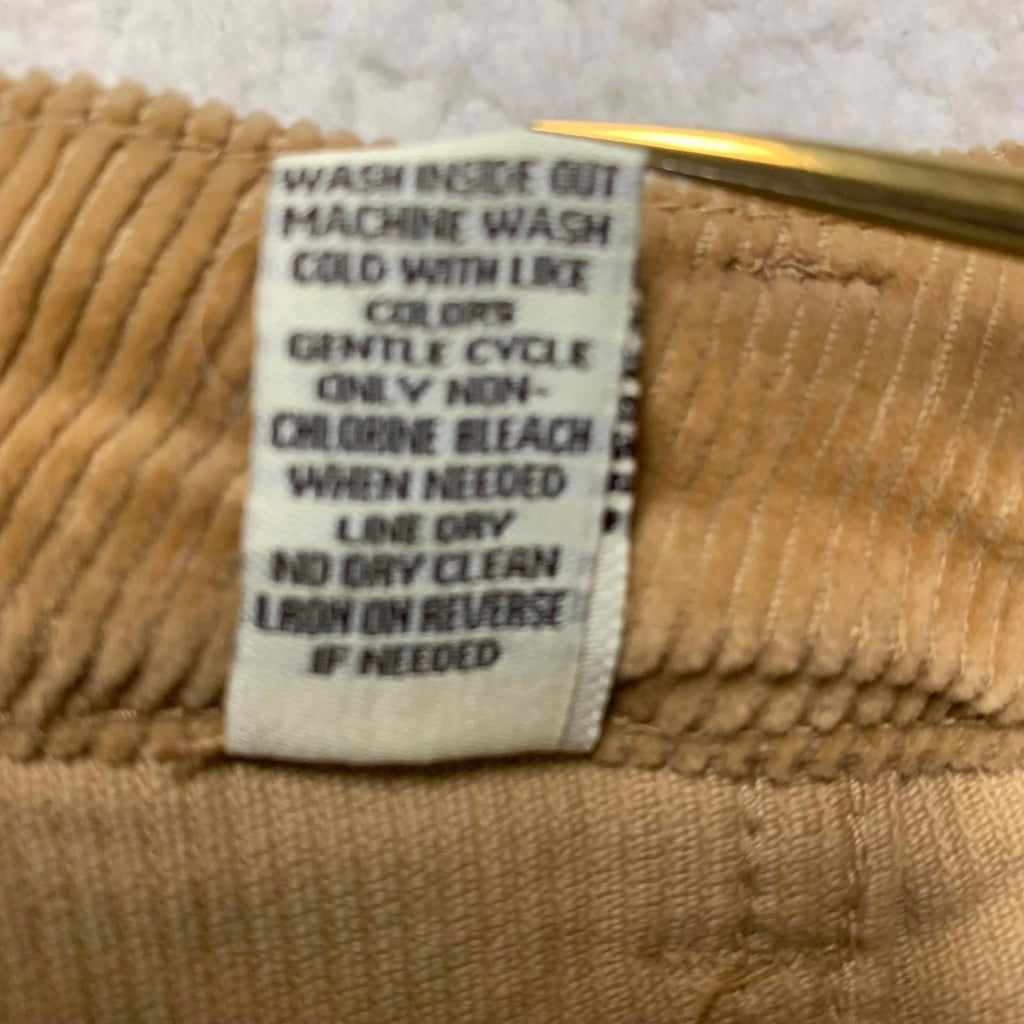 WASH INSIDE OUT
MACHINE WASH
COLD WITH LIKE
COLORS
GENTLE CYCLE
ONLY NON-
CHLORINE BLEACH
WHEN NEEDED
LINE DRY
NO DRY CLEAN
IRON ON REVERSE
IF NEEDED